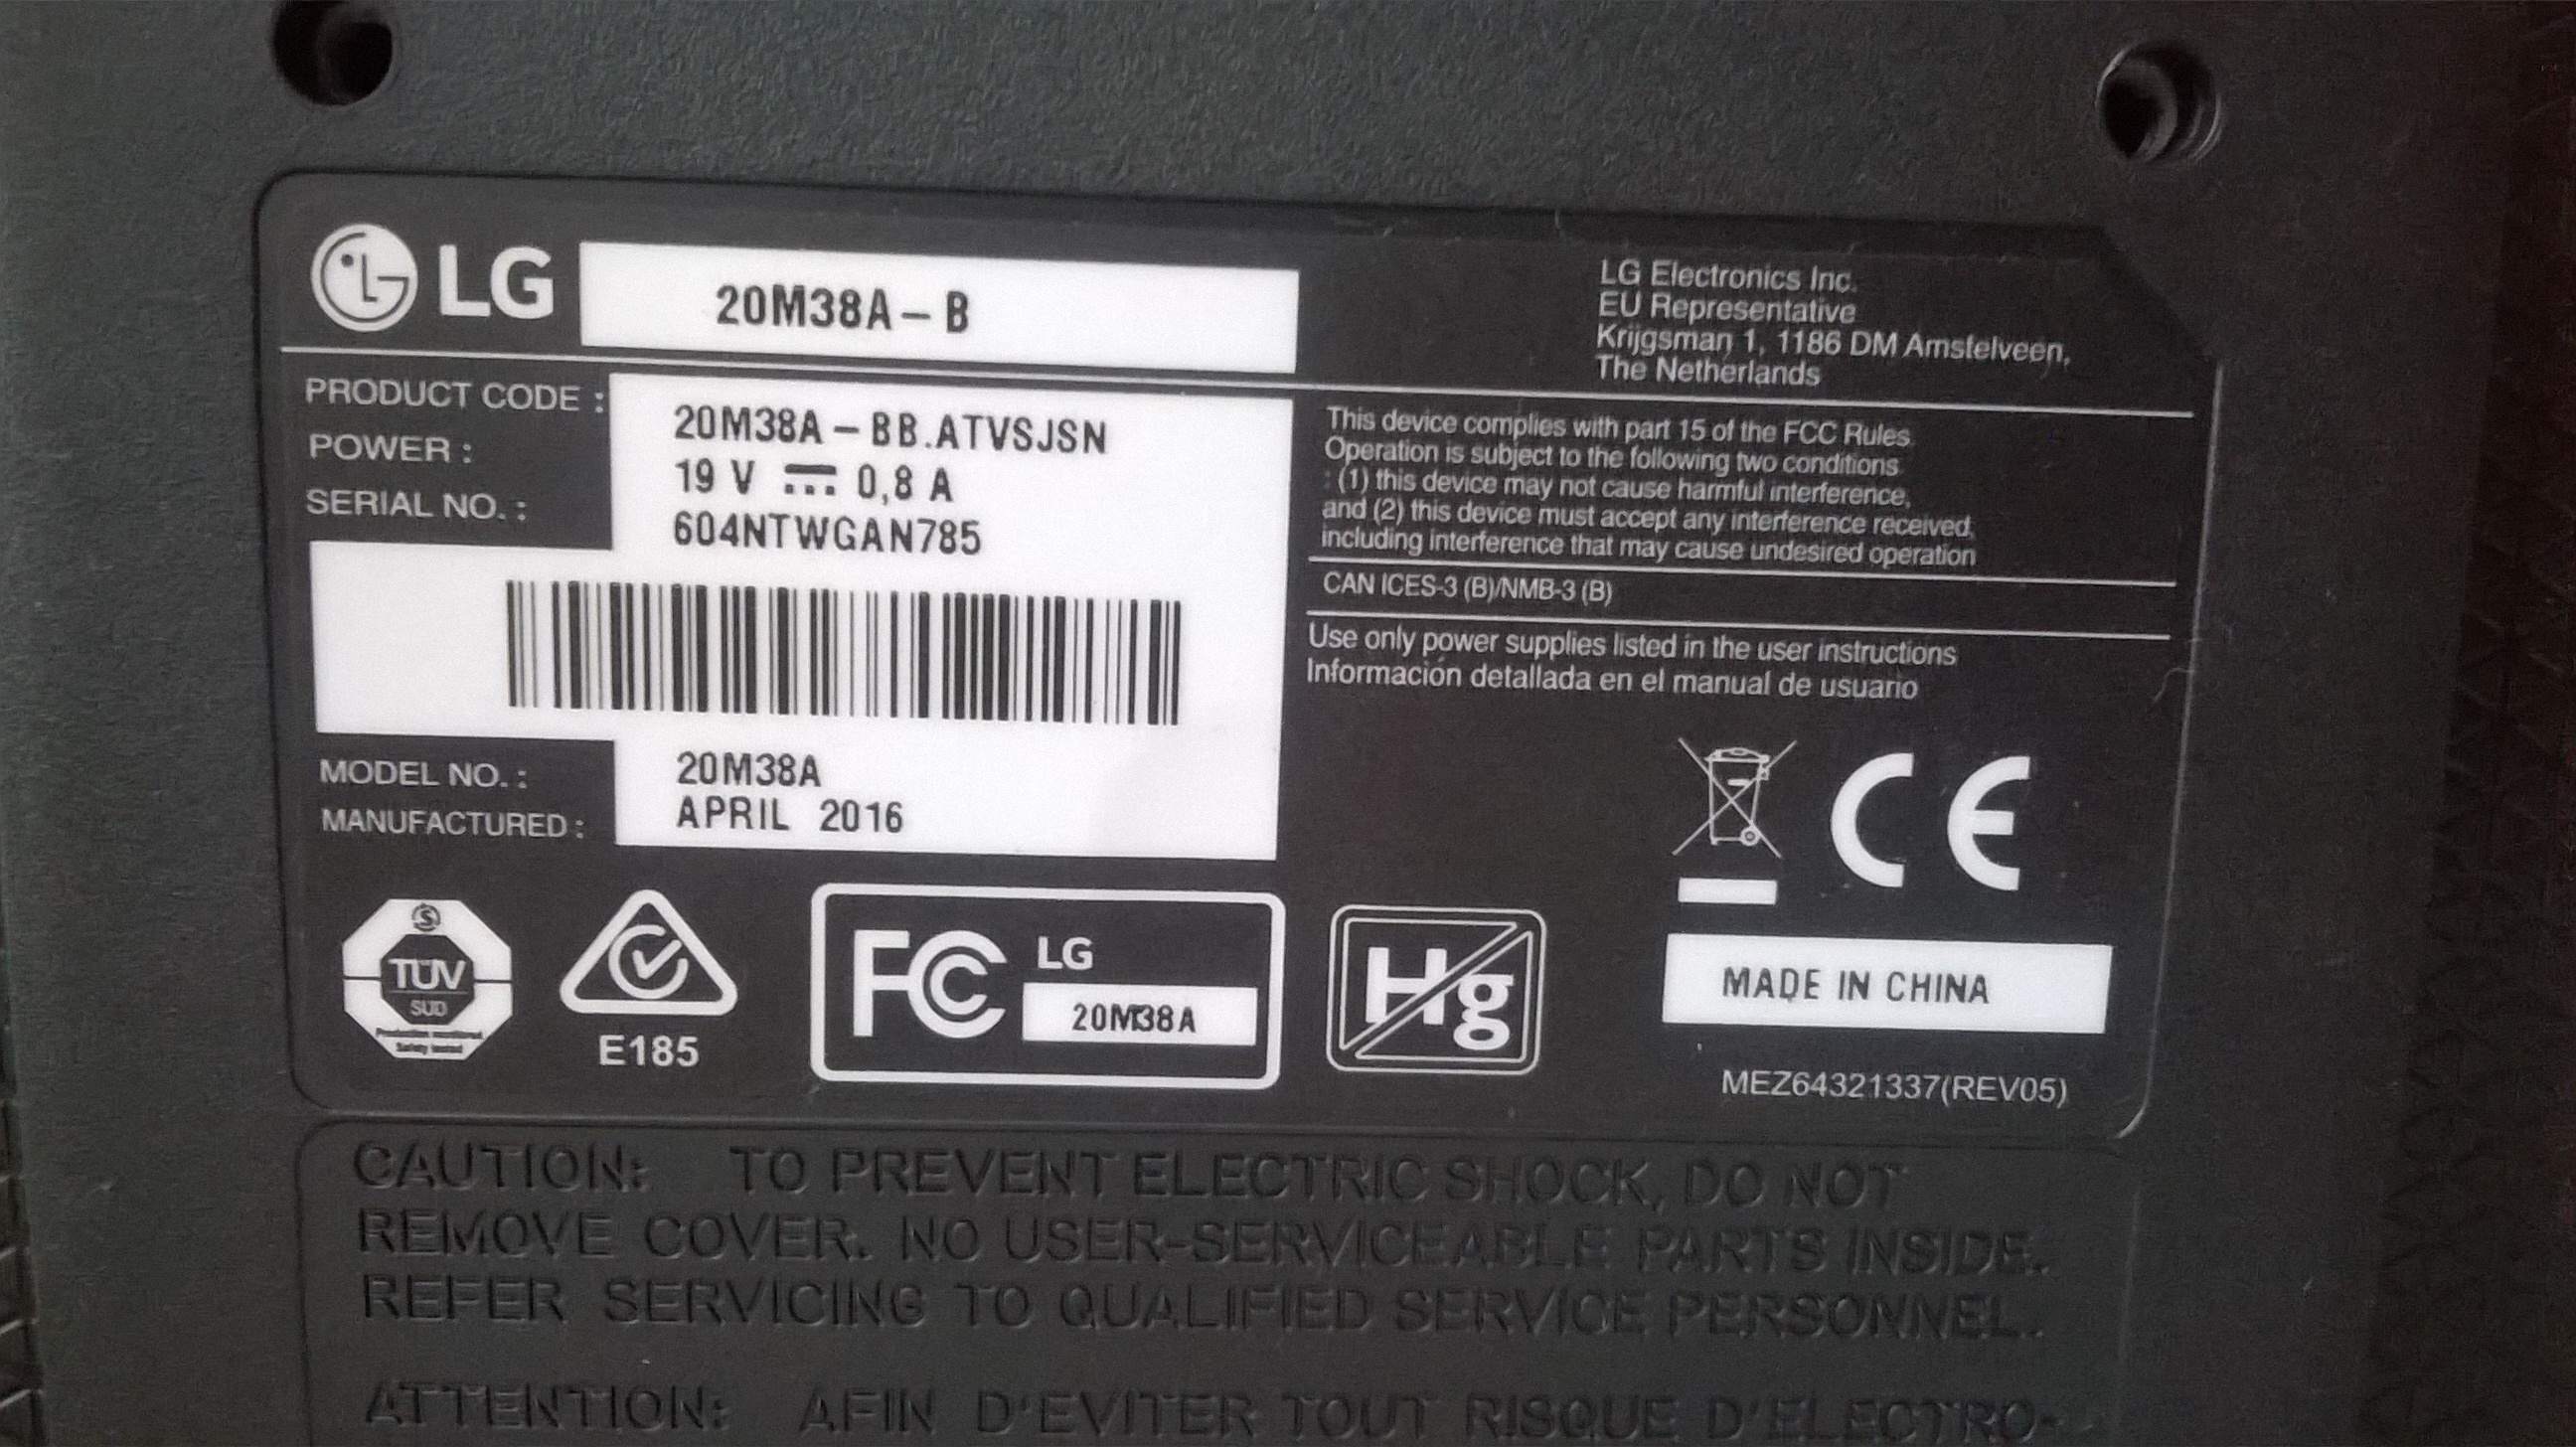 LG 20M38A-B
LG Electronics Inc.
EU Representative
Krijgsman 1, 1186 DM Amstelveen,
The Netherlands
PRODUCT CODE : 20M38A-BB.ATVSJSN
POWER : 19 V ⎓ 0,8 A
SERIAL NO. : 604NTWGAN785
MODEL NO. : 20M38A
MANUFACTURED : APRIL 2016
This device complies with part 15 of the FCC Rules.
Operation is subject to the following two conditions
: (1) this device may not cause harmful interference,
and (2) this device must accept any interference received,
including interference that may cause undesired operation
CAN ICES-3 (B)/NMB-3 (B)
Use only power supplies listed in the user instructions
Información detallada en el manual de usuario
CE
TÜV
SUD
Production monitored
Safety tested
E185
FC LG
20M38A
Hg
MADE IN CHINA
MEZ64321337(REV05)
CAUTION: TO PREVENT ELECTRIC SHOCK, DO NOT
REMOVE COVER. NO USER-SERVICEABLE PARTS INSIDE.
REFER SERVICING TO QUALIFIED SERVICE PERSONNEL.
ATTENTION: AFIN D'EVITER TOUT RISQUE D'ELECTRO-